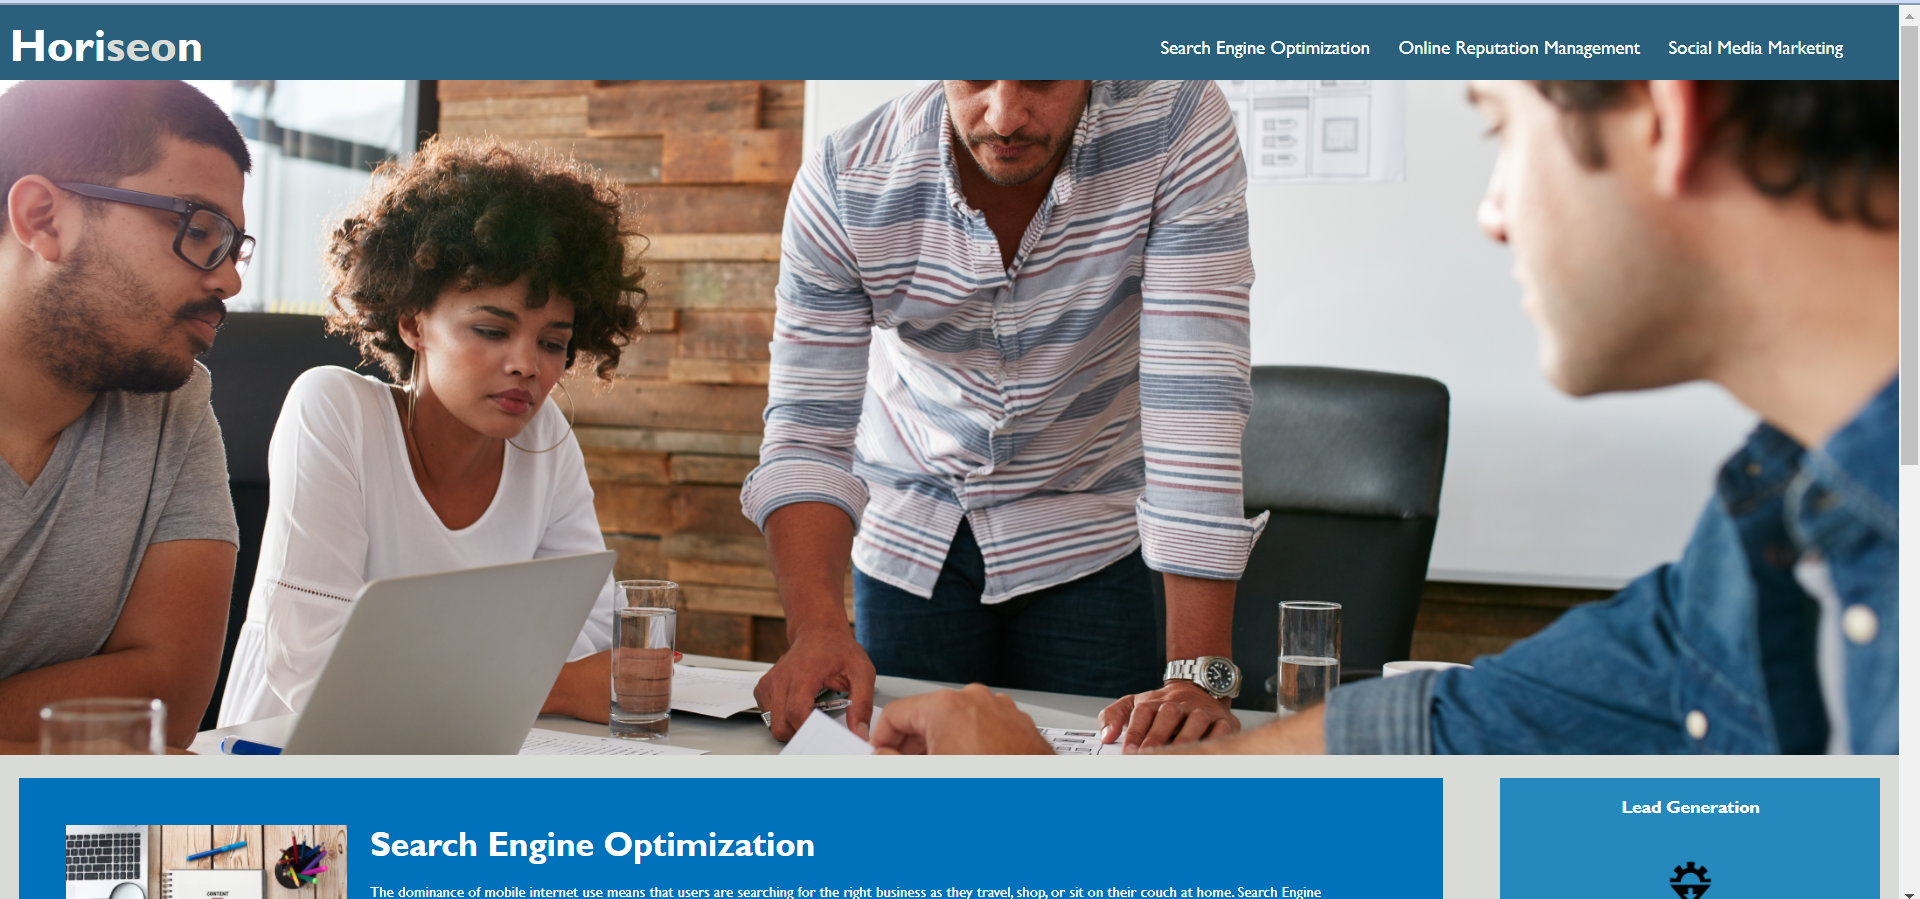 Horiseon
Search Engine Optimization Online Reputation Management Social Media Marketing
Search Engine Optimization
The dominance of mobile internet use means that users are searching for the right business as they travel, shop, or sit on their couch at home. Search Engine
CONTENT
Lead Generation